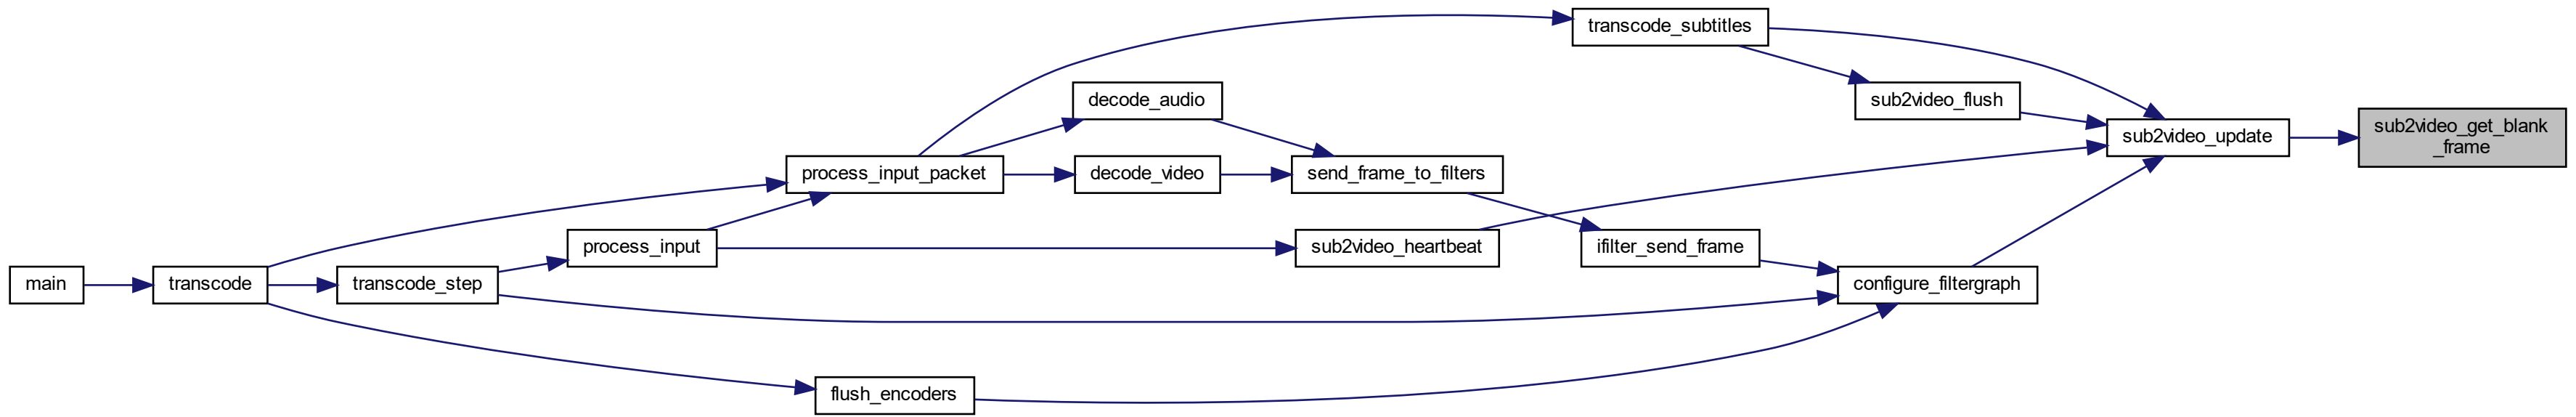 transcode_subtitles
decode_audio
sub2video_flush
sub2video_get_blank
_frame
sub2video_update
process_input_packet
decode_video
send_frame_to_filters
process_input
sub2video_heartbeat
ifilter_send_frame
main
transcode
transcode_step
configure_filtergraph
flush_encoders